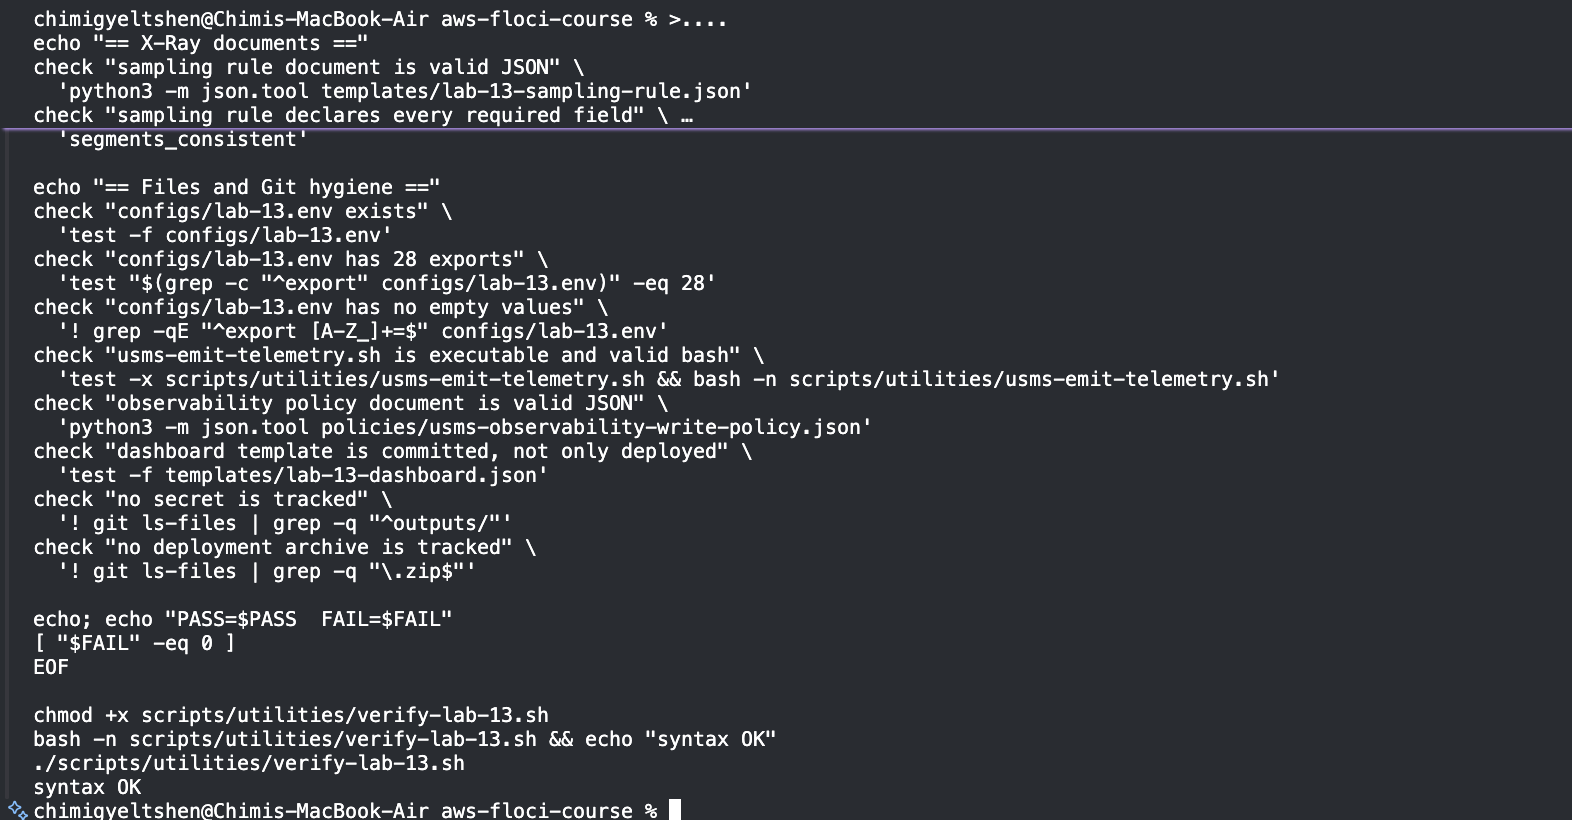 chimigyeltshen@Chimis-MacBook-Air aws-floci-course % >....
echo "== X-Ray documents =="
check "sampling rule document is valid JSON" \
  'python3 -m json.tool templates/lab-13-sampling-rule.json'
check "sampling rule declares every required field" \ …
  'segments_consistent'

echo "== Files and Git hygiene =="
check "configs/lab-13.env exists" \
  'test -f configs/lab-13.env'
check "configs/lab-13.env has 28 exports" \
  'test "$(grep -c "^export" configs/lab-13.env)" -eq 28'
check "configs/lab-13.env has no empty values" \
  '! grep -qE "^export [A-Z_]+=$" configs/lab-13.env'
check "usms-emit-telemetry.sh is executable and valid bash" \
  'test -x scripts/utilities/usms-emit-telemetry.sh && bash -n scripts/utilities/usms-emit-telemetry.sh'
check "observability policy document is valid JSON" \
  'python3 -m json.tool policies/usms-observability-write-policy.json'
check "dashboard template is committed, not only deployed" \
  'test -f templates/lab-13-dashboard.json'
check "no secret is tracked" \
  '! git ls-files | grep -q "^outputs/"'
check "no deployment archive is tracked" \
  '! git ls-files | grep -q "\.zip$"'

echo; echo "PASS=$PASS  FAIL=$FAIL"
[ "$FAIL" -eq 0 ]
EOF

chmod +x scripts/utilities/verify-lab-13.sh
bash -n scripts/utilities/verify-lab-13.sh && echo "syntax OK"
./scripts/utilities/verify-lab-13.sh
syntax OK
chimigyeltshen@Chimis-MacBook-Air aws-floci-course %